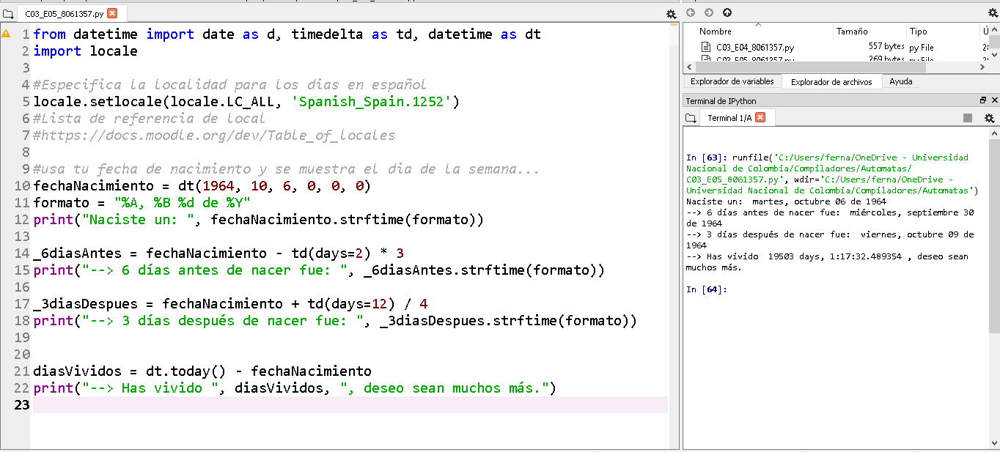 C03_E05_8061357.py
1 from datetime import date as d, timedelta as td, datetime as dt
2 import locale
3
4 #Especifica la localidad para los dias en español
5 locale.setlocale(locale.LC_ALL, 'Spanish_Spain.1252')
6 #Lista de referencia de local
7 #https://docs.moodle.org/dev/Table_of_locales
8
9 #usa tu fecha de nacimiento y se muestra el dia de la semana...
10 fechaNacimiento = dt(1964, 10, 6, 0, 0, 0)
11 formato = "%A, %B %d de %Y"
12 print("Naciste un: ", fechaNacimiento.strftime(formato))
13
14 _6diasAntes = fechaNacimiento - td(days=2) * 3
15 print("--> 6 días antes de nacer fue: ", _6diasAntes.strftime(formato))
16
17 _3diasDespues = fechaNacimiento + td(days=12) / 4
18 print("--> 3 días después de nacer fue: ", _3diasDespues.strftime(formato))
19
20
21 diasVividos = dt.today() - fechaNacimiento
22 print("--> Has vivido ", diasVividos, ", deseo sean muchos más.")
23
Nombre Tamaño Tipo Ú
C03_E04_8061357.py 557 bytes py File 28
C03_E05_8061357.py 269 bytes py File
Explorador de variables Explorador de archivos Ayuda
Terminal de IPython
Terminal 1/A
In [63]: runfile('C:/Users/ferna/OneDrive - Universidad
Nacional de Colombia/Compiladores/Automatas/
C03_E05_8061357.py', wdir='C:/Users/ferna/OneDrive -
Universidad Nacional de Colombia/Compiladores/Automatas')
Naciste un:  martes, octubre 06 de 1964
--> 6 días antes de nacer fue:  miércoles, septiembre 30
de 1964
--> 3 días después de nacer fue:  viernes, octubre 09 de
1964
--> Has vivido  19503 days, 1:17:32.489354 , deseo sean
muchos más.
In [64]: